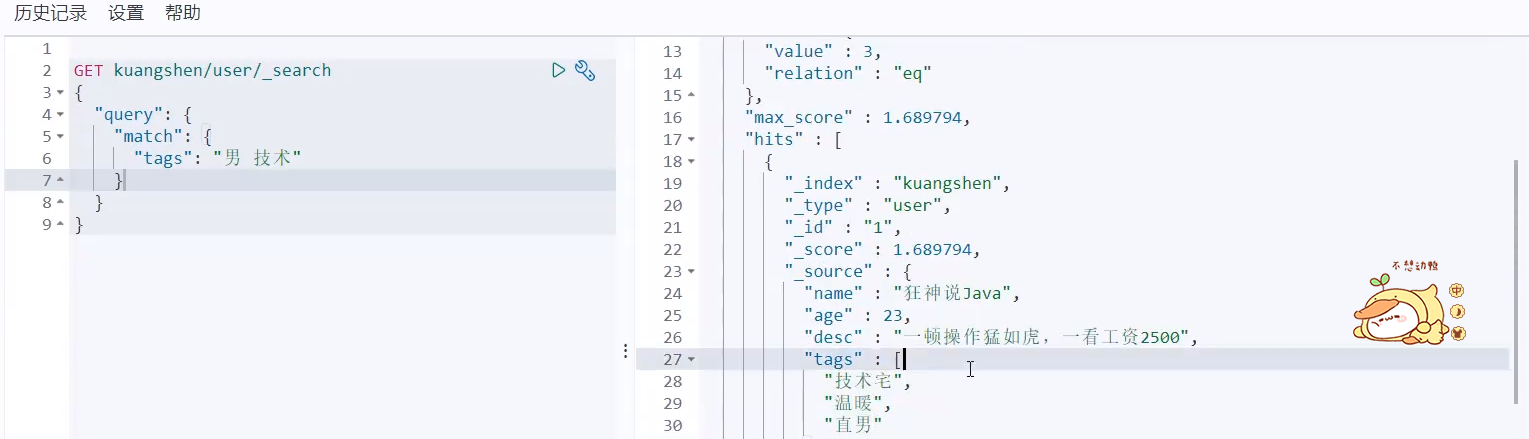 历史记录 设置 帮助
1
2 GET kuangshen/user/_search
3 {
4 "query": {
5 "match": {
6 "tags": "男 技术"
7 }
8 }
9 }
13 "value" : 3,
14 "relation" : "eq"
15 },
16 "max_score" : 1.689794,
17 "hits" : [
18 {
19 "_index" : "kuangshen",
20 "_type" : "user",
21 "_id" : "1",
22 "_score" : 1.689794,
23 "_source" : {
24 "name" : "狂神说Java",
25 "age" : 23,
26 "desc" : "一顿操作猛如虎，一看工资2500",
27 "tags" : [
28 "技术宅",
29 "温暖",
30 "直男"
不想动鸭
中